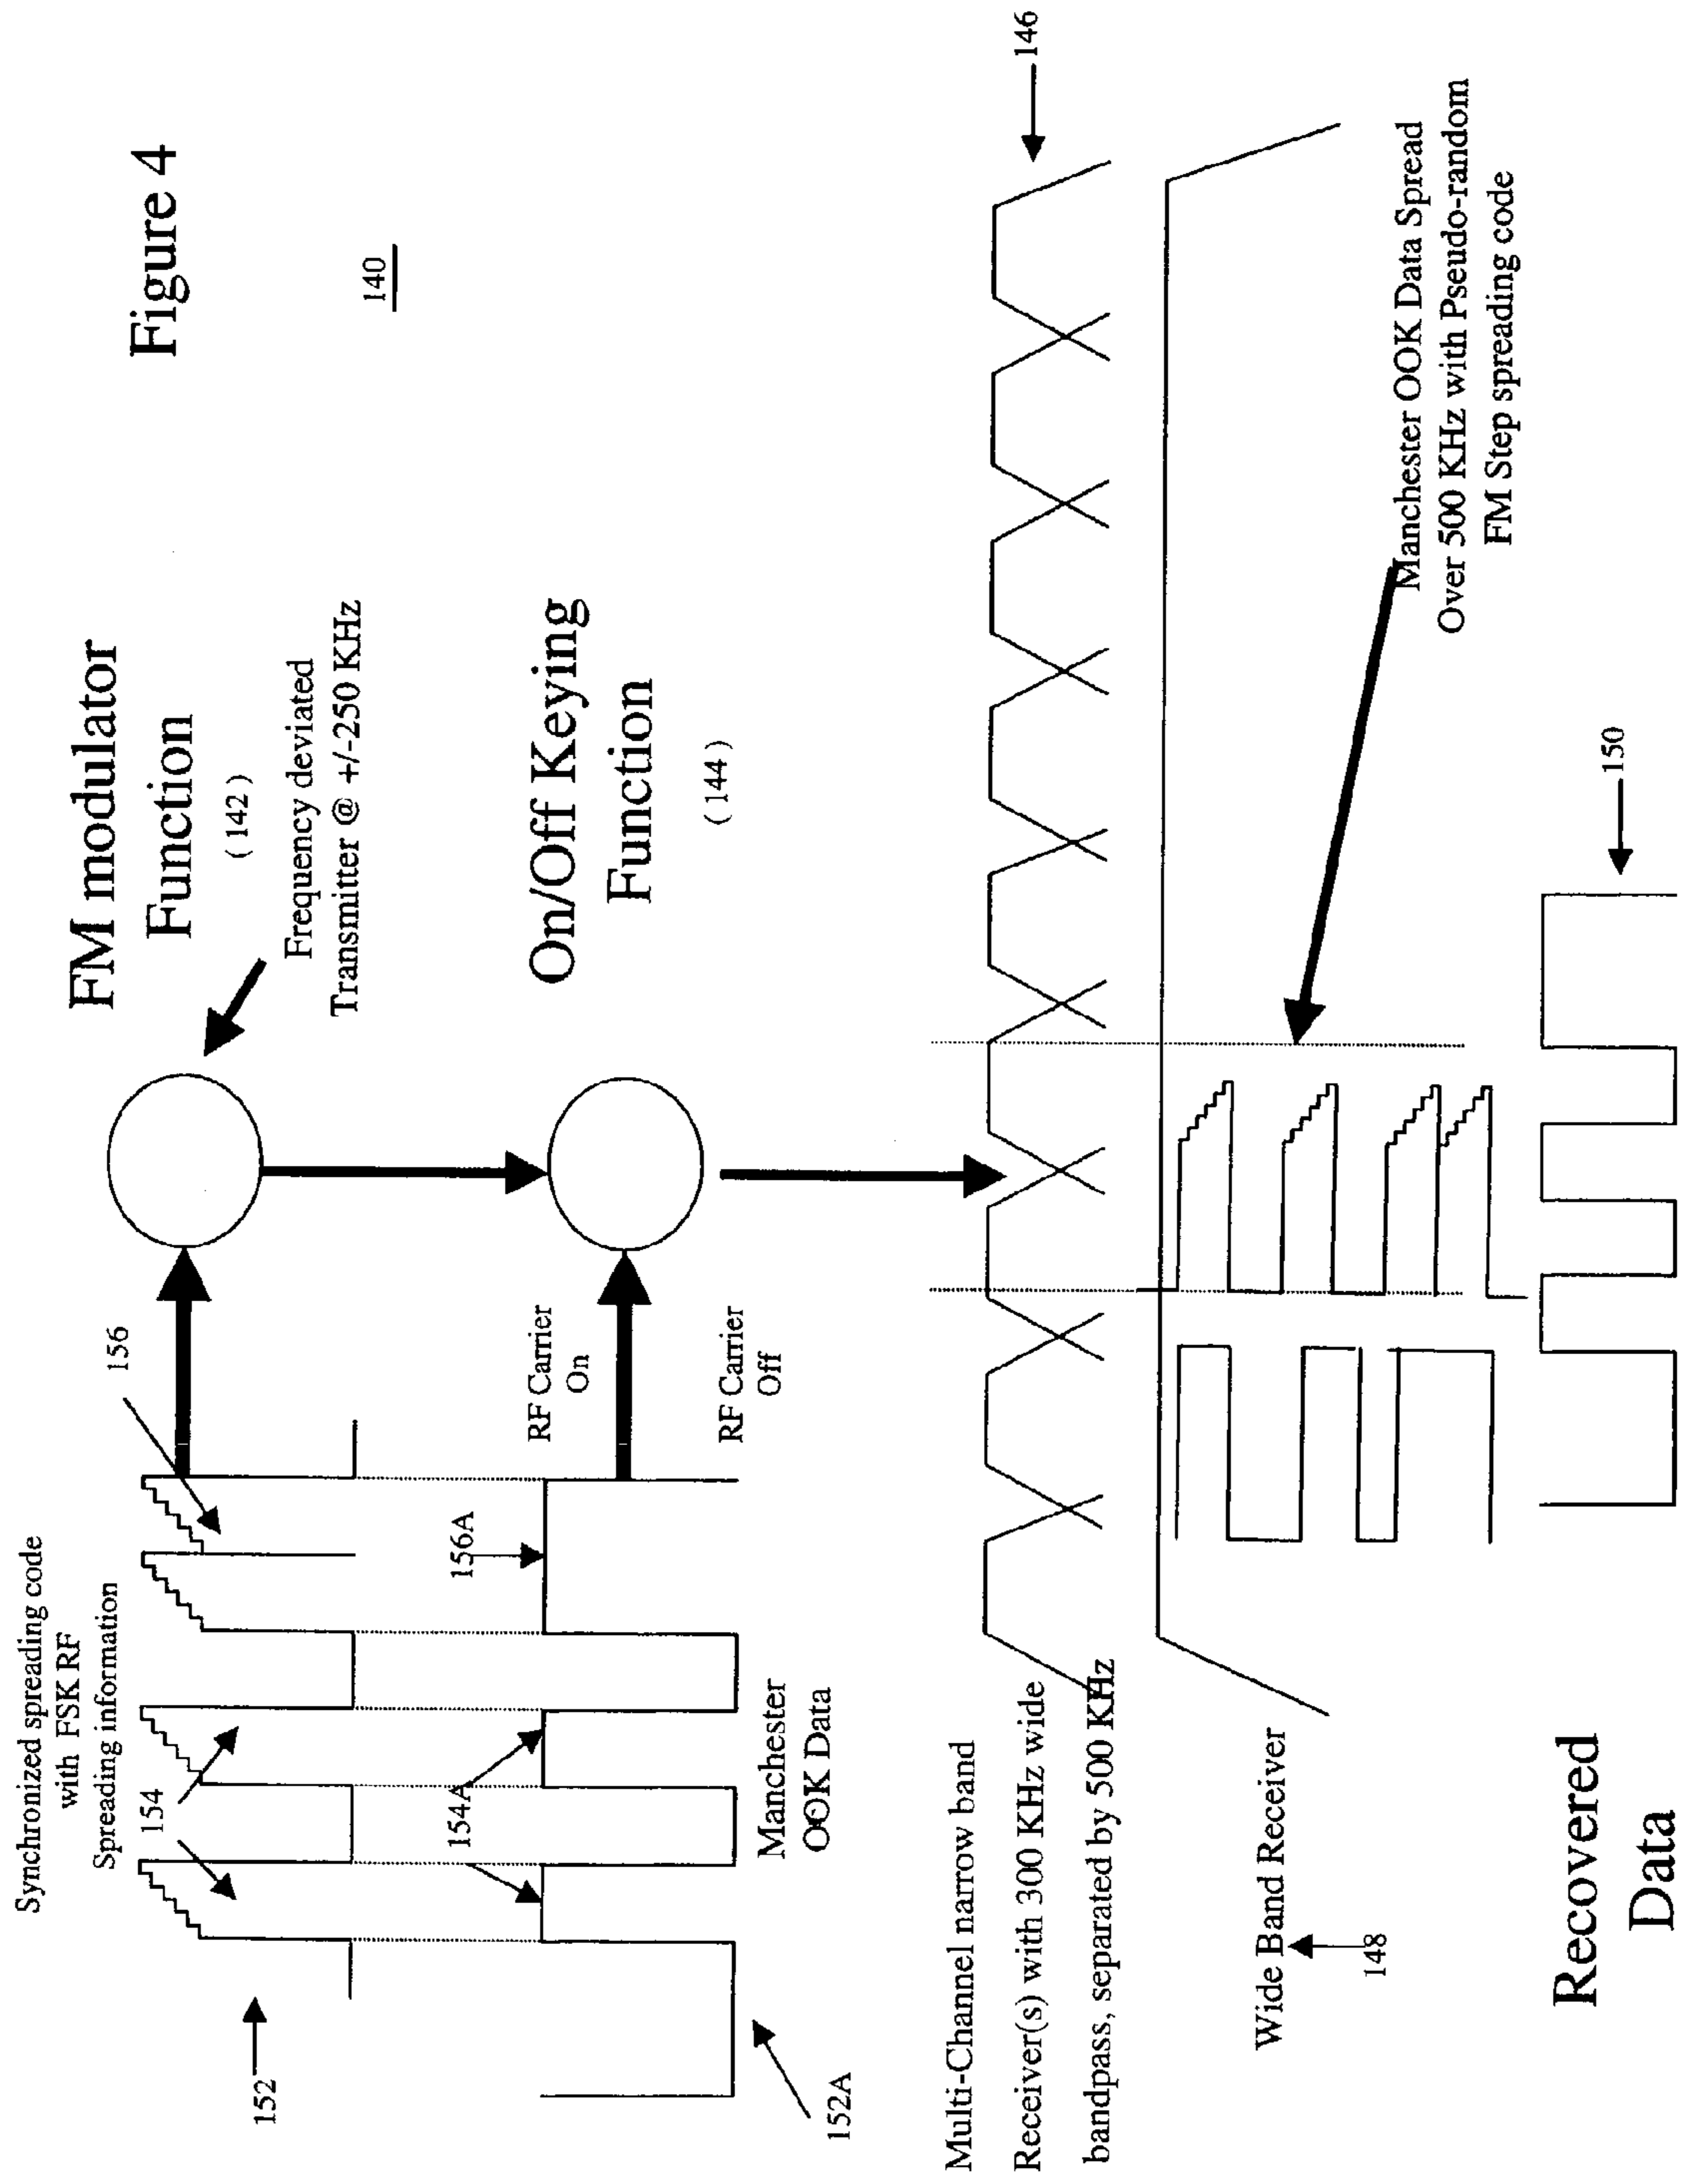 Figure 4
140
Synchronized spreading code
with FSK RF
Spreading information
FM modulator
Function
( 142 )
Frequency deviated
Transmitter @ +/-250 KHz
152
154
156
On/Off Keying
Function
( 144 )
RF Carrier
On
RF Carrier
Off
154A
156A
152A
Manchester
OOK Data
Multi-Channel narrow band
Receiver(s) with 300 KHz wide
bandpass, separated by 500 KHz
146
Wide Band Receiver
148
Manchester OOK Data Spread
Over 500 KHz with Pseudo-random
FM Step spreading code
Recovered
Data
150